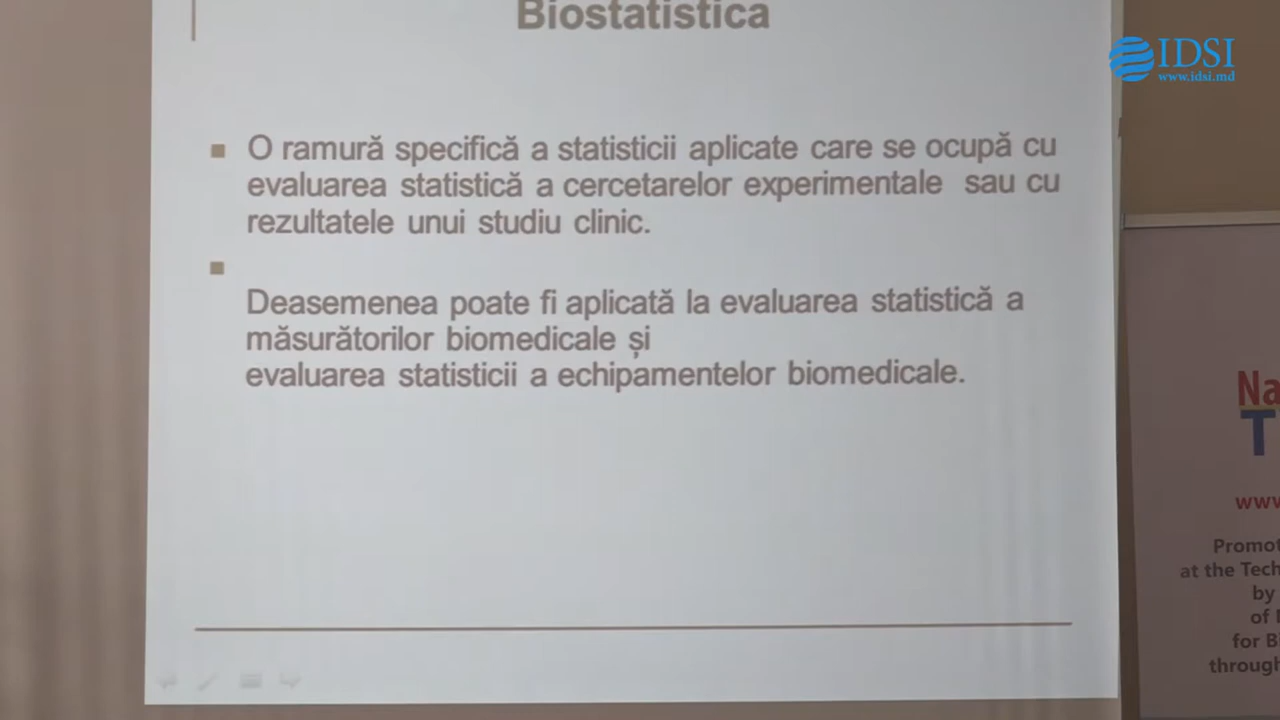 Biostatistica
IDSI
www.idsi.md
O ramură specifică a statisticii aplicate care se ocupă cu
evaluarea statistică a cercetarelor experimentale sau cu
rezultatele unui studiu clinic.
Deasemenea poate fi aplicată la evaluarea statistică a
măsurătorilor biomedicale și
evaluarea statisticii a echipamentelor biomedicale.
Na
T
www
Promot
at the Tech
by
of
for B
through